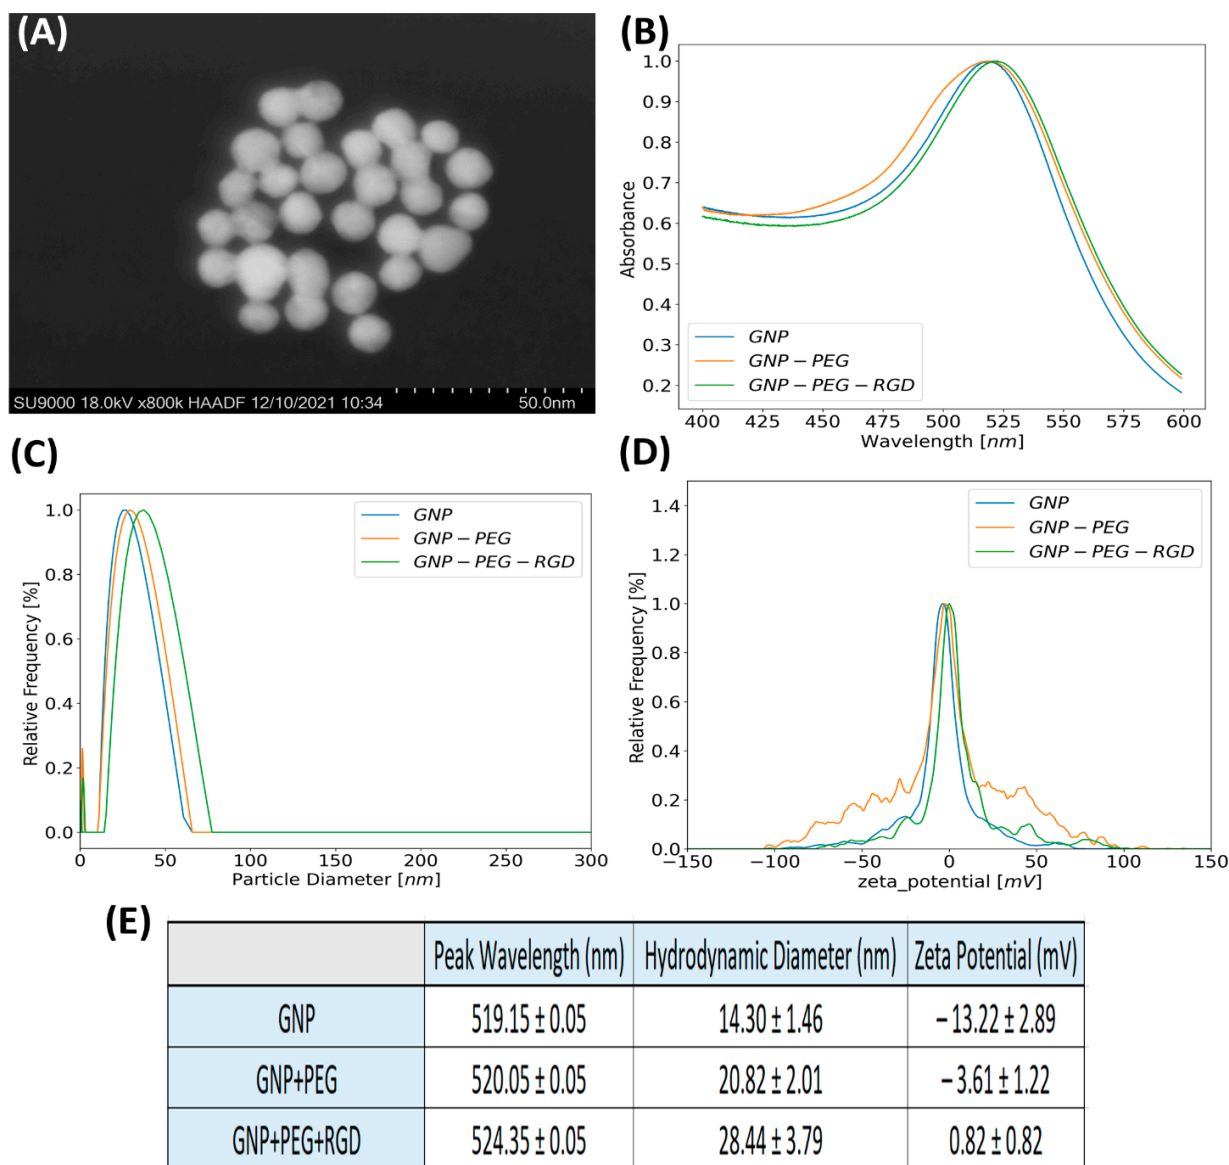 (A)
SU9000 18.0kV x800k HAADF 12/10/2021 10:34 50.0nm
(B)
Absorbance
1.0
0.9
0.8
0.7
0.6
0.5
0.4
0.3
0.2
GNP
GNP – PEG
GNP – PEG – RGD
400 425 450 475 500 525 550 575 600
Wavelength [nm]
(C)
Relative Frequency [%]
1.0
0.8
0.6
0.4
0.2
0.0
GNP
GNP – PEG
GNP – PEG – RGD
0 50 100 150 200 250 300
Particle Diameter [nm]
(D)
Relative Frequency [%]
1.4
1.2
1.0
0.8
0.6
0.4
0.2
0.0
GNP
GNP – PEG
GNP – PEG – RGD
−150 −100 −50 0 50 100 150
zeta_potential [mV]
(E)
Peak Wavelength (nm) Hydrodynamic Diameter (nm) Zeta Potential (mV)
GNP 519.15 ± 0.05 14.30 ± 1.46 −13.22 ± 2.89
GNP+PEG 520.05 ± 0.05 20.82 ± 2.01 −3.61 ± 1.22
GNP+PEG+RGD 524.35 ± 0.05 28.44 ± 3.79 0.82 ± 0.82